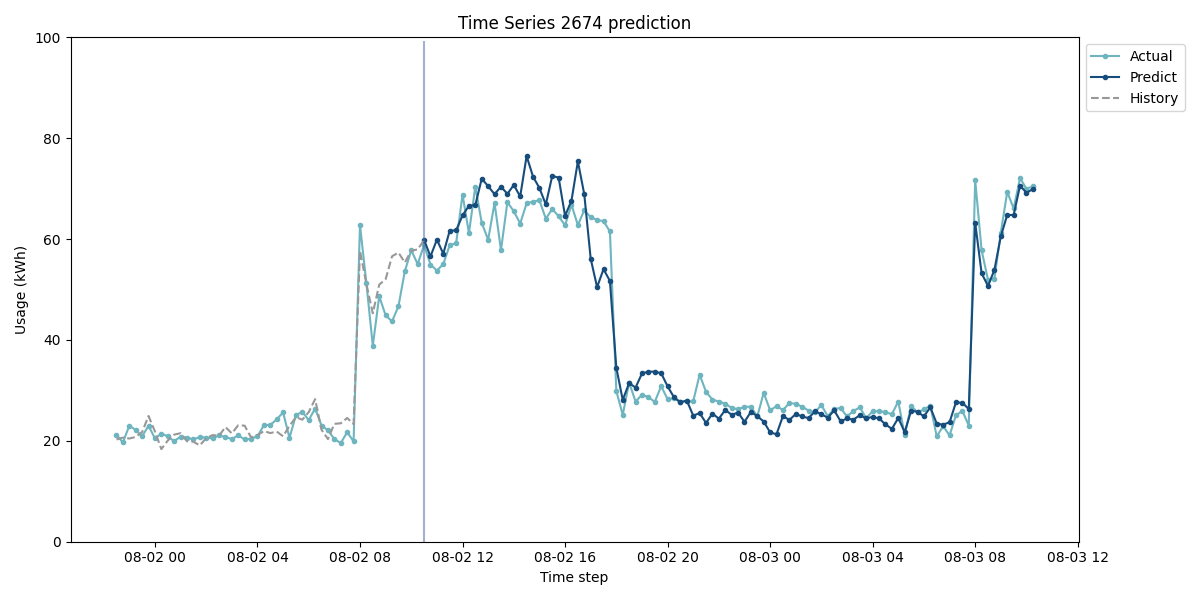 Time Series 2674 prediction
100
80
60
40
20
0
Usage (kWh)
08-02 00
08-02 04
08-02 08
08-02 12
08-02 16
08-02 20
08-03 00
08-03 04
08-03 08
08-03 12
Time step
Actual
Predict
History